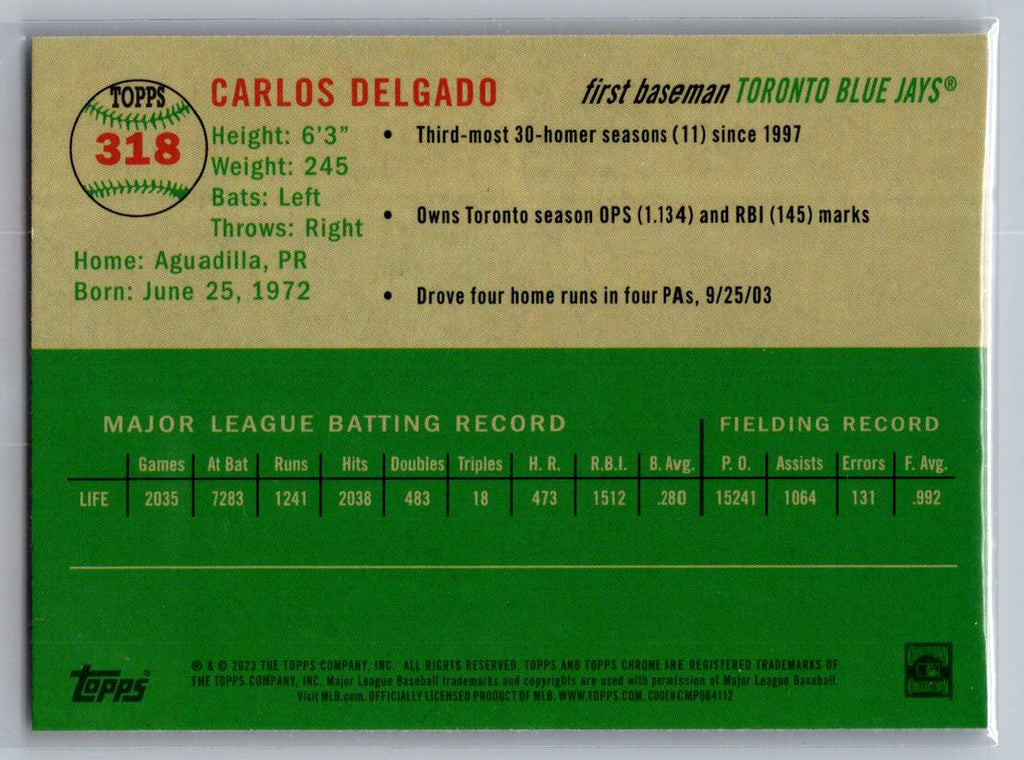 TOPPS
318
CARLOS DELGADO
first baseman TORONTO BLUE JAYS®
Height: 6'3"
Weight: 245
Bats: Left
Throws: Right
Home: Aguadilla, PR
Born: June 25, 1972
• Third-most 30-homer seasons (11) since 1997
• Owns Toronto season OPS (1.134) and RBI (145) marks
• Drove four home runs in four PAs, 9/25/03
MAJOR LEAGUE BATTING RECORD FIELDING RECORD
Games At Bat Runs Hits Doubles Triples H. R. R.B.I. B. Avg. P. O. Assists Errors F. Avg.
LIFE 2035 7283 1241 2038 483 18 473 1512 .280 15241 1064 131 .992
topps®
® & © 2023 THE TOPPS COMPANY, INC. ALL RIGHTS RESERVED. TOPPS AND TOPPS CHROME ARE REGISTERED TRADEMARKS OF
THE TOPPS COMPANY, INC. Major League Baseball trademarks and copyrights are used with permission of Major League Baseball.
Visit MLB.com. OFFICIALLY LICENSED PRODUCT OF MLB. WWW.TOPPS.COM. CODE#CMP064112
COLLECTION